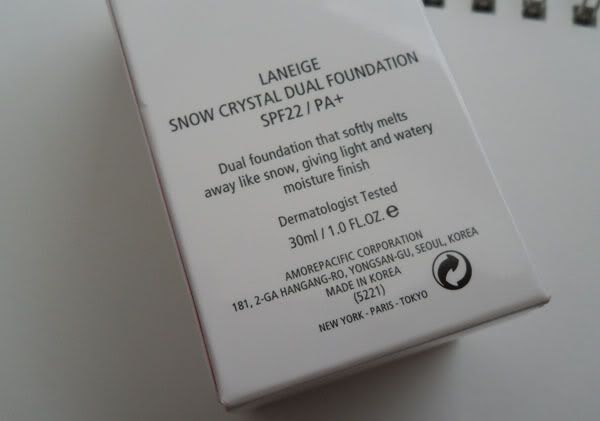 LANEIGE
SNOW CRYSTAL DUAL FOUNDATION
SPF22 / PA+
Dual foundation that softly melts
away like snow, giving light and watery
moisture finish
Dermatologist Tested
30ml / 1.0 FL.OZ. ℮
AMOREPACIFIC CORPORATION
181, 2-GA HANGANG-RO, YONGSAN-GU, SEOUL, KOREA
MADE IN KOREA
(5221)
NEW YORK - PARIS - TOKYO